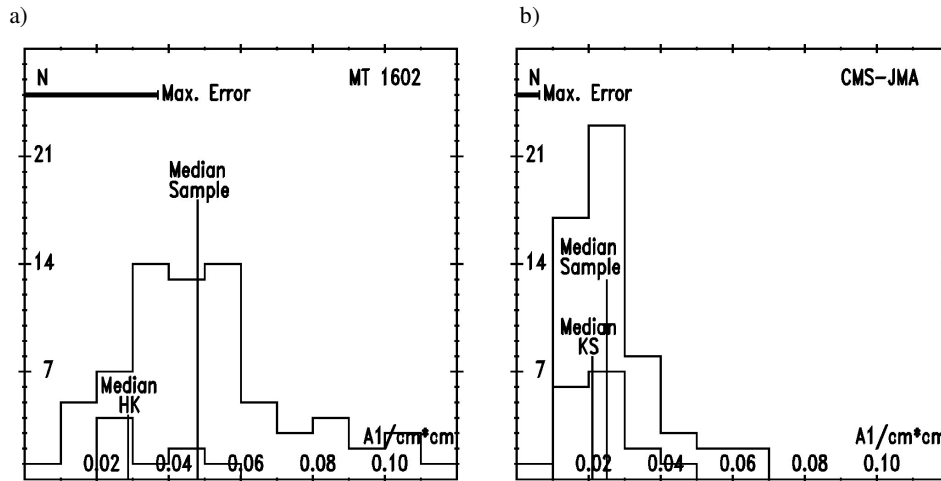 a)
N
MT 1602
Max. Error
21
Median
Sample
14
7
Median
HK
A1/cm*cm
0.02 0.04 0.06 0.08 0.10
b)
N
CMS-JMA
Max. Error
21
Median
Sample
14
Median
KS
7
A1/cm*cm
0.02 0.04 0.06 0.08 0.10